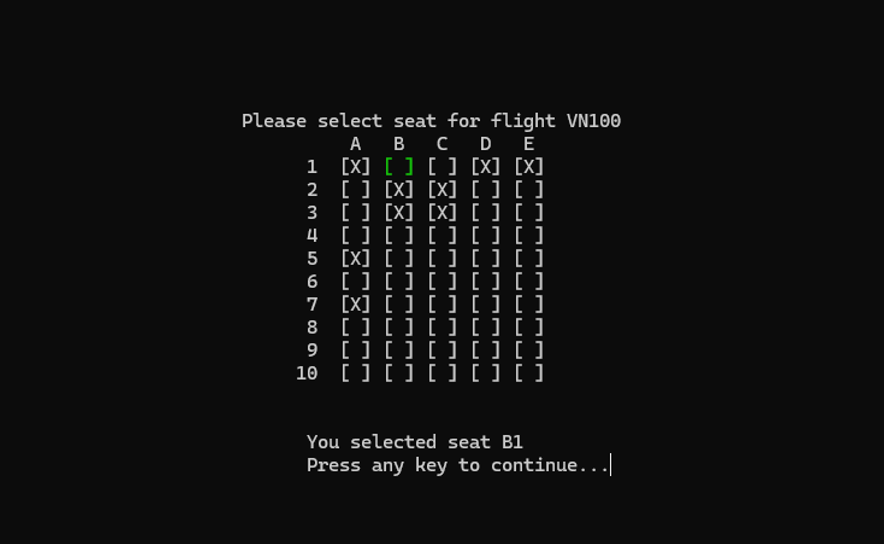 Please select seat for flight VN100
A B C D E
1 [X] [ ] [ ] [X] [X]
2 [ ] [X] [X] [ ] [ ]
3 [ ] [X] [X] [ ] [ ]
4 [ ] [ ] [ ] [ ] [ ]
5 [X] [ ] [ ] [ ] [ ]
6 [ ] [ ] [ ] [ ] [ ]
7 [X] [ ] [ ] [ ] [ ]
8 [ ] [ ] [ ] [ ] [ ]
9 [ ] [ ] [ ] [ ] [ ]
10 [ ] [ ] [ ] [ ] [ ]
You selected seat B1
Press any key to continue...